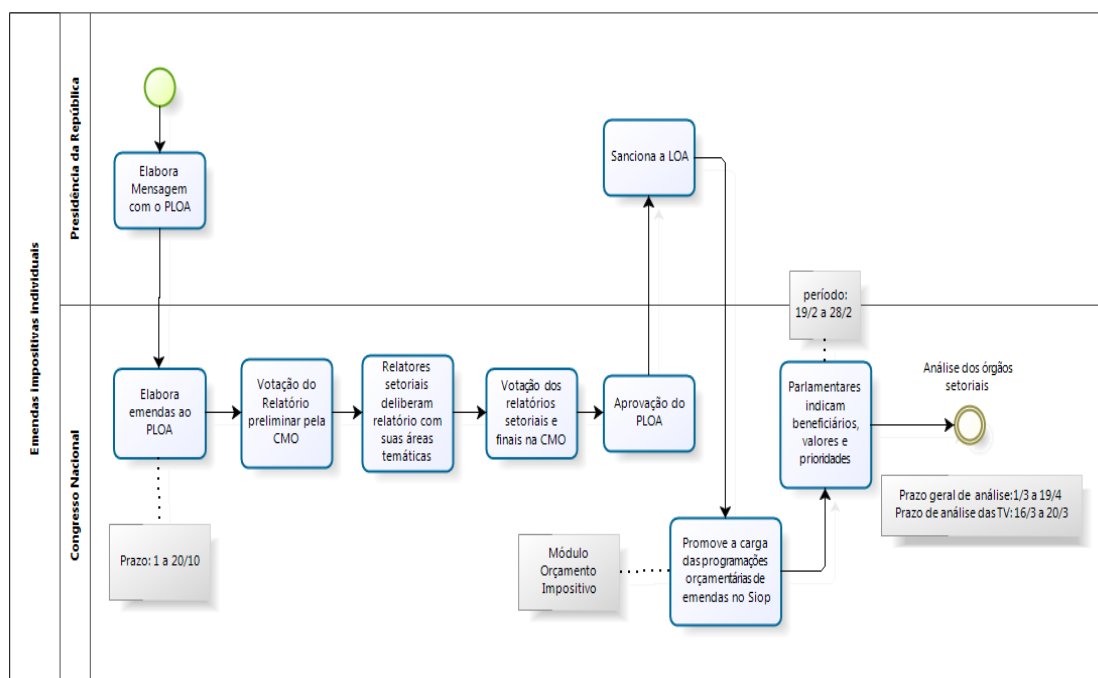 Emendas impositivas individuais
Presidência da República
Elabora
Mensagem
com o PLOA
Sanciona a LOA
Congresso Nacional
Elabora
emendas ao
PLOA
Prazo: 1 a 20/10
Votação do
Relatório
preliminar pela
CMO
Relatores
setoriais
deliberam
relatório com
suas áreas
temáticas
Votação dos
relatórios
setoriais e
finais na CMO
Aprovação do
PLOA
Módulo
Orçamento
Impositivo
Promove a carga
das programações
orçamentárias de
emendas no Siop
período:
19/2 a 28/2
Parlamentares
indicam
beneficiários,
valores e
prioridades
Análise dos órgãos
setoriais
Prazo geral de análise:1/3 a 19/4
Prazo de análise das TV: 16/3 a 20/3